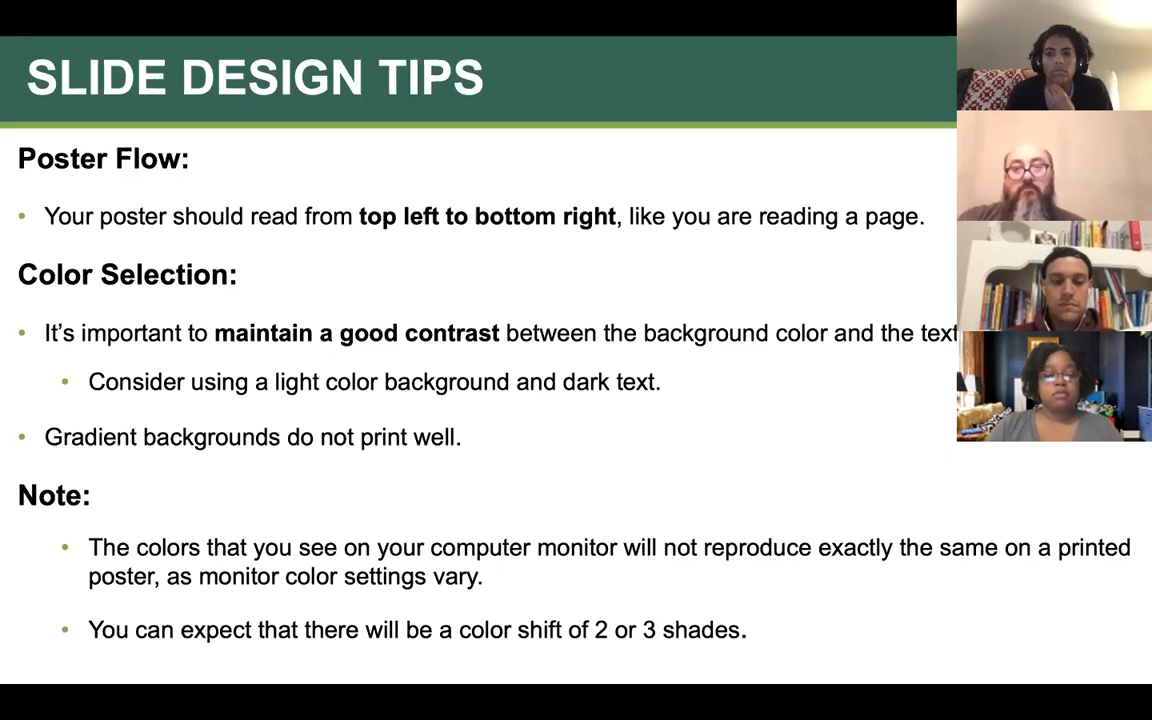 SLIDE DESIGN TIPS
Poster Flow:
• Your poster should read from top left to bottom right, like you are reading a page.
Color Selection:
• It’s important to maintain a good contrast between the background color and the text
• Consider using a light color background and dark text.
• Gradient backgrounds do not print well.
Note:
• The colors that you see on your computer monitor will not reproduce exactly the same on a printed
poster, as monitor color settings vary.
• You can expect that there will be a color shift of 2 or 3 shades.